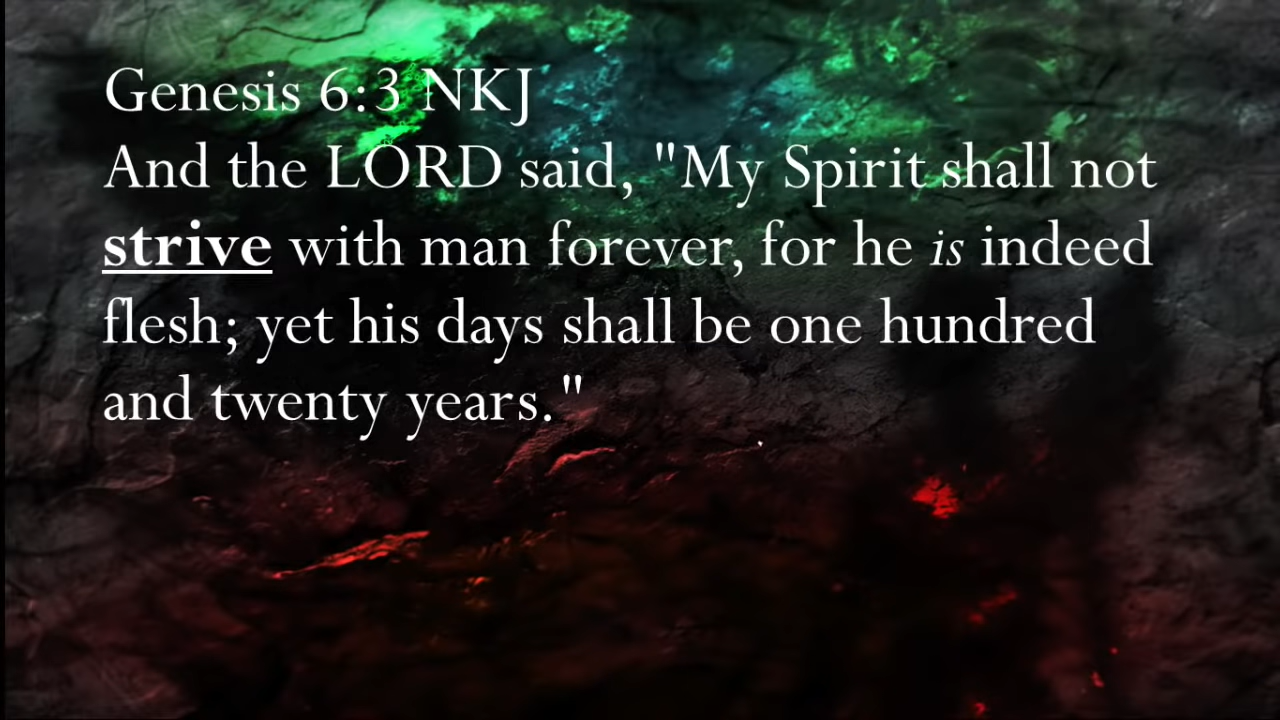 Genesis 6:3 NKJ
And the LORD said, "My Spirit shall not
strive with man forever, for he is indeed
flesh; yet his days shall be one hundred
and twenty years."